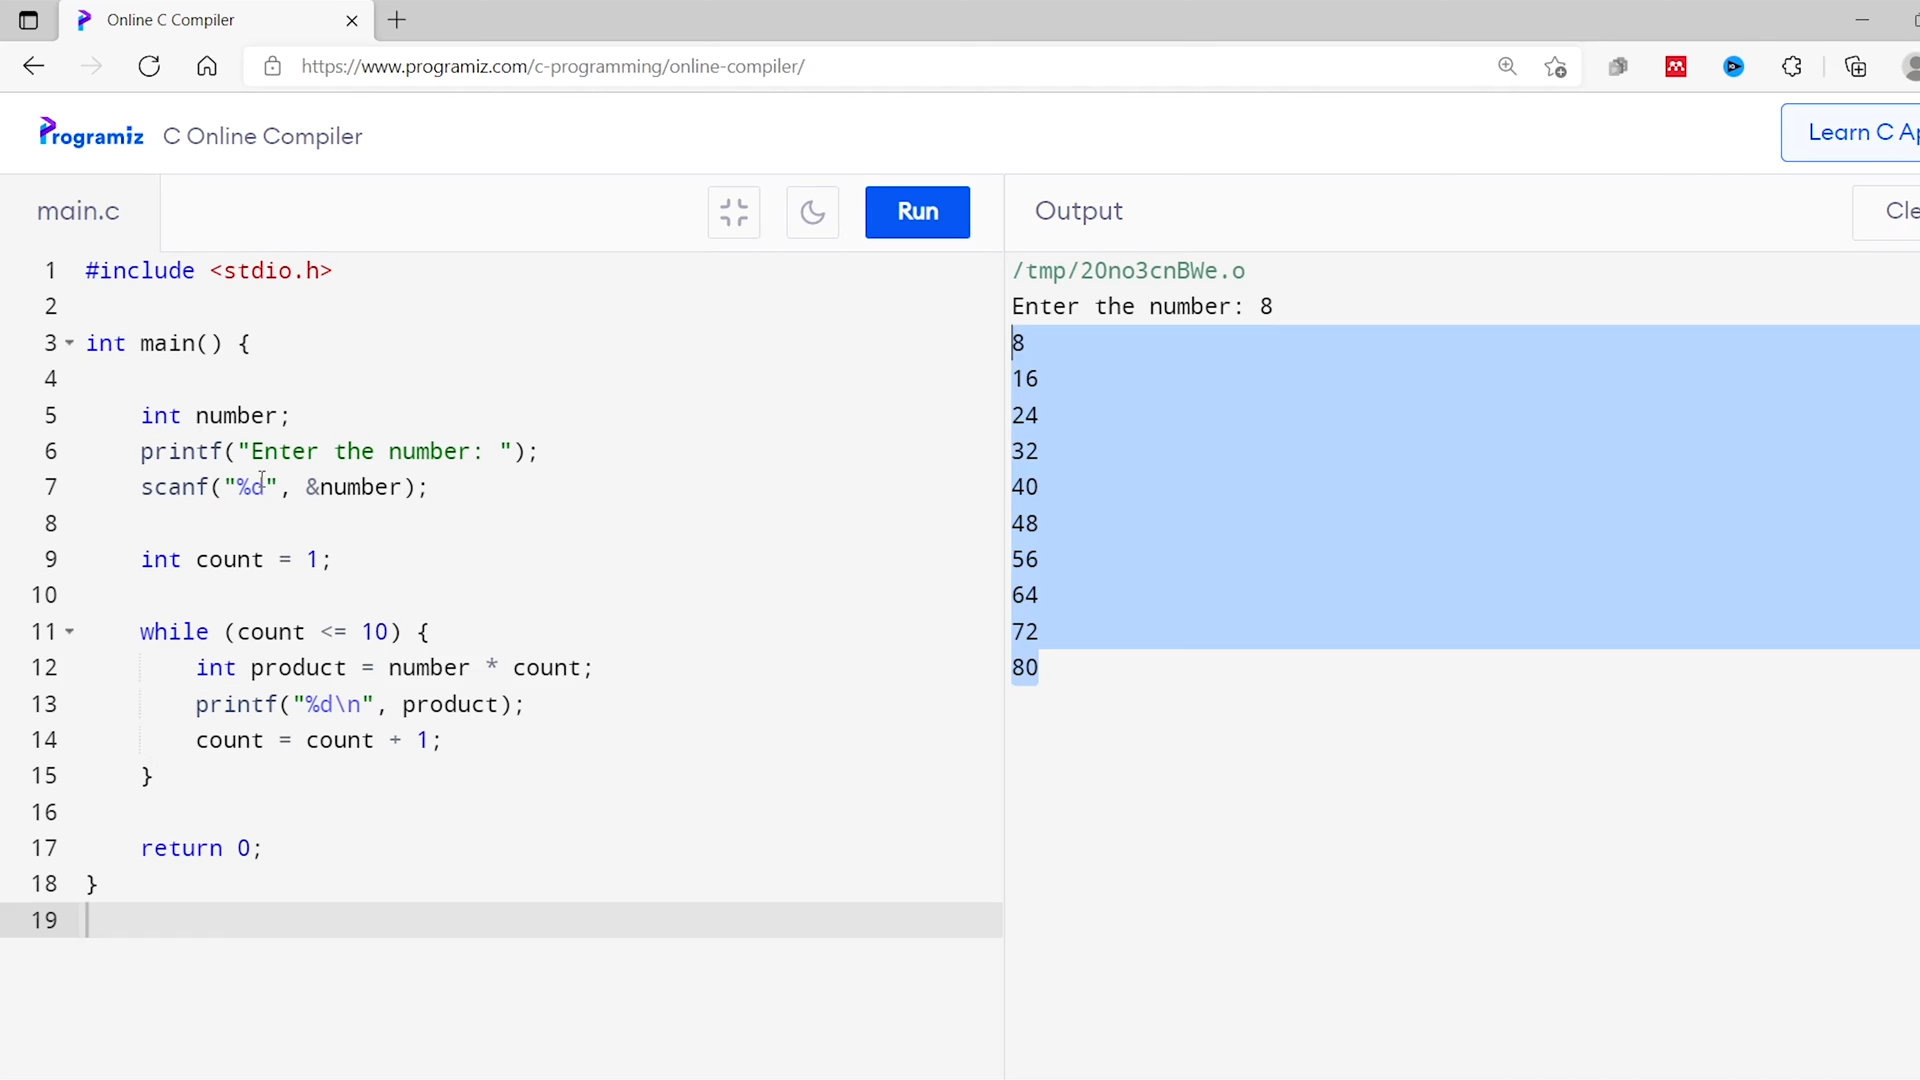 Online C Compiler
https://www.programiz.com/c-programming/online-compiler/
Programiz C Online Compiler
Learn C Ap
main.c
Run
Output
Cle
1 #include <stdio.h>
2
3 int main() {
4
5 int number;
6 printf("Enter the number: ");
7 scanf("%d", &number);
8
9 int count = 1;
10
11 while (count <= 10) {
12 int product = number * count;
13 printf("%d\n", product);
14 count = count + 1;
15 }
16
17 return 0;
18 }
19
/tmp/20no3cnBWe.o
Enter the number: 8
8
16
24
32
40
48
56
64
72
80